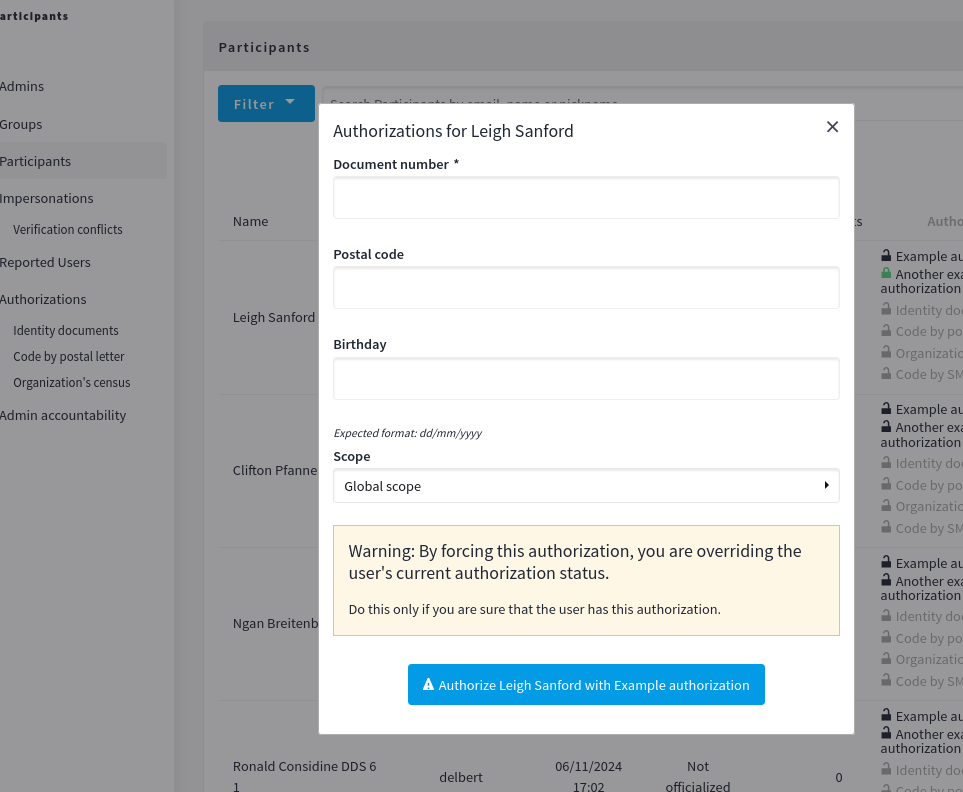 articipants
Admins
Groups
Participants
Impersonations
Verification conflicts
Reported Users
Authorizations
Identity documents
Code by postal letter
Organization's census
Admin accountability
Participants
Filter
Search Participants by email, name or nickname
Name
ts
Autho
Leigh Sanford
Example au
Another exa
authorization
Identity doc
Code by po
Organizatio
Code by SM
Clifton Pfanne
Example au
Another exa
authorization
Identity doc
Code by po
Organizatio
Code by SM
Ngan Breitenb
Example au
Another exa
authorization
Identity doc
Code by po
Organizatio
Code by SM
Ronald Considine DDS 6
1
delbert
06/11/2024
17:02
Not
officialized
0
Example au
Another exa
authorization
Identity doc
Code by po
Authorizations for Leigh Sanford
Document number *
Postal code
Birthday
Expected format: dd/mm/yyyy
Scope
Global scope
Warning: By forcing this authorization, you are overriding the
user's current authorization status.
Do this only if you are sure that the user has this authorization.
Authorize Leigh Sanford with Example authorization